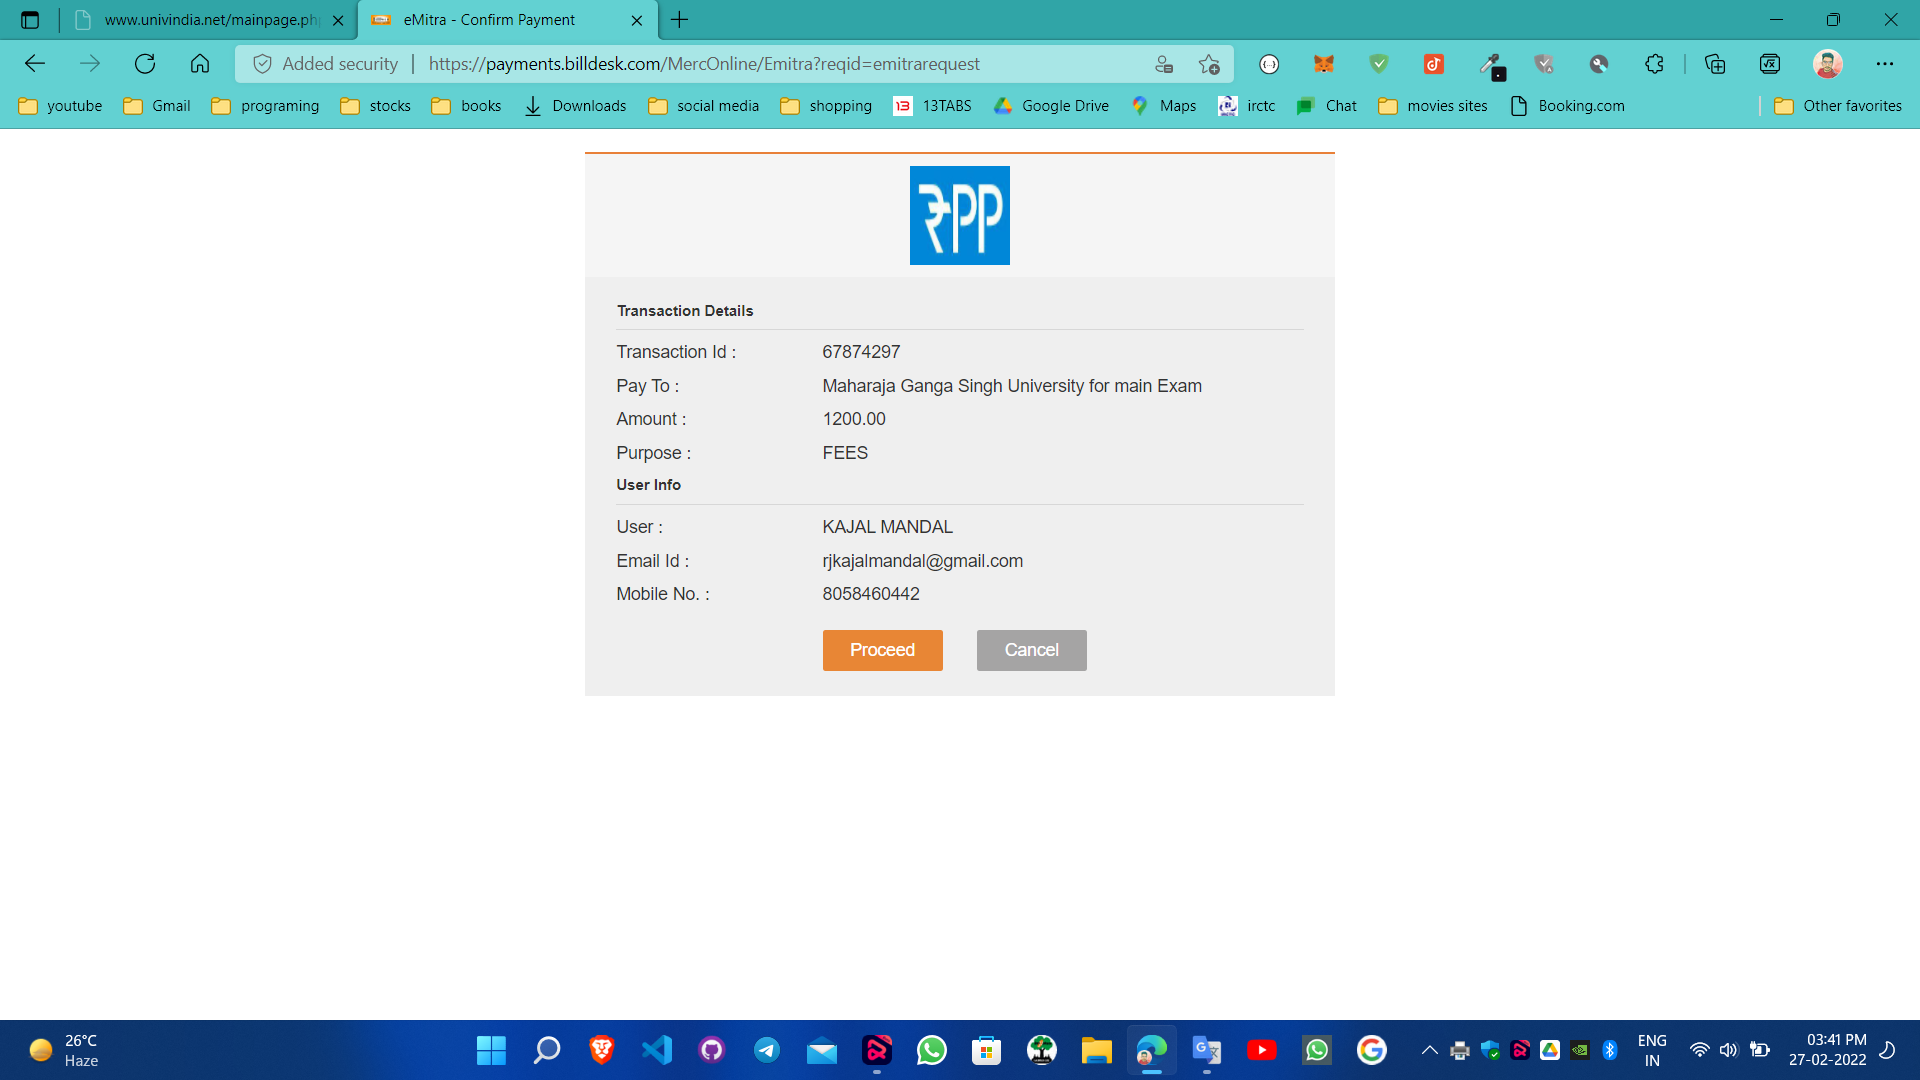 www.univindia.net/mainpage.ph
eMitra - Confirm Payment
Added security
https://payments.billdesk.com/MercOnline/Emitra?reqid=emitrarequest
youtube
Gmail
programing
stocks
books
Downloads
social media
shopping
13 13TABS
Google Drive
Maps
irctc
Chat
movies sites
Booking.com
Other favorites
₹PP
Transaction Details
Transaction Id : 67874297
Pay To : Maharaja Ganga Singh University for main Exam
Amount : 1200.00
Purpose : FEES
User Info
User : KAJAL MANDAL
Email Id : rjkajalmandal@gmail.com
Mobile No. : 8058460442
Proceed Cancel
26°C
Haze
ENG
IN
03:41 PM
27-02-2022